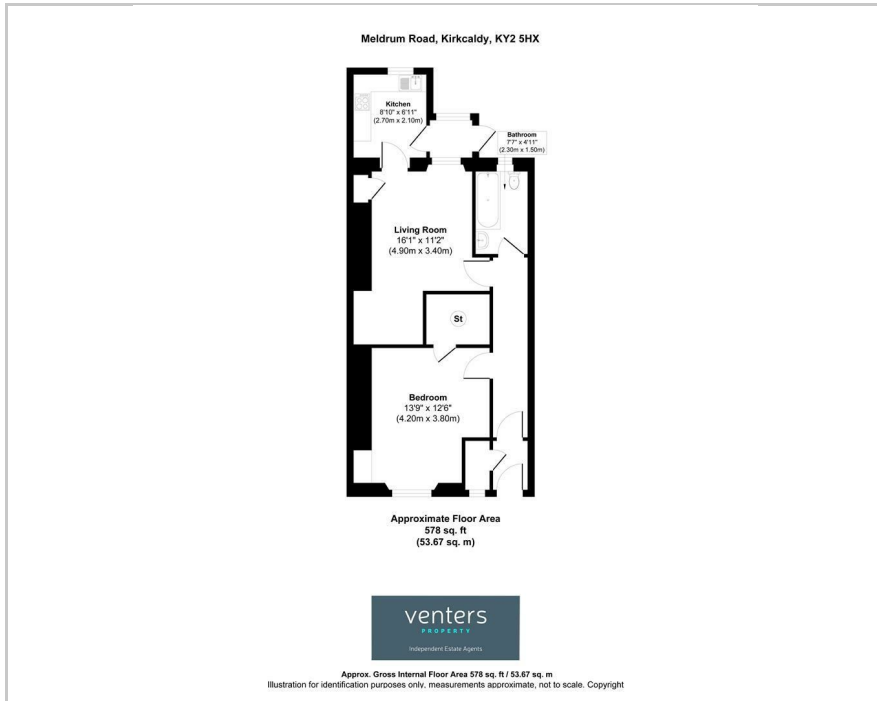 Meldrum Road, Kirkcaldy, KY2 5HX
Kitchen
8'10" x 6'11"
(2.70m x 2.10m)
Bathroom
7'7" x 4'11"
(2.30m x 1.50m)
Living Room
16'1" x 11'2"
(4.90m x 3.40m)
St
Bedroom
13'9" x 12'6"
(4.20m x 3.80m)
Approximate Floor Area
578 sq. ft
(53.67 sq. m)
venters
PROPERTY
Independent Estate Agents
Approx. Gross Internal Floor Area 578 sq. ft / 53.67 sq. m
Illustration for identification purposes only, measurements approximate, not to scale. Copyright